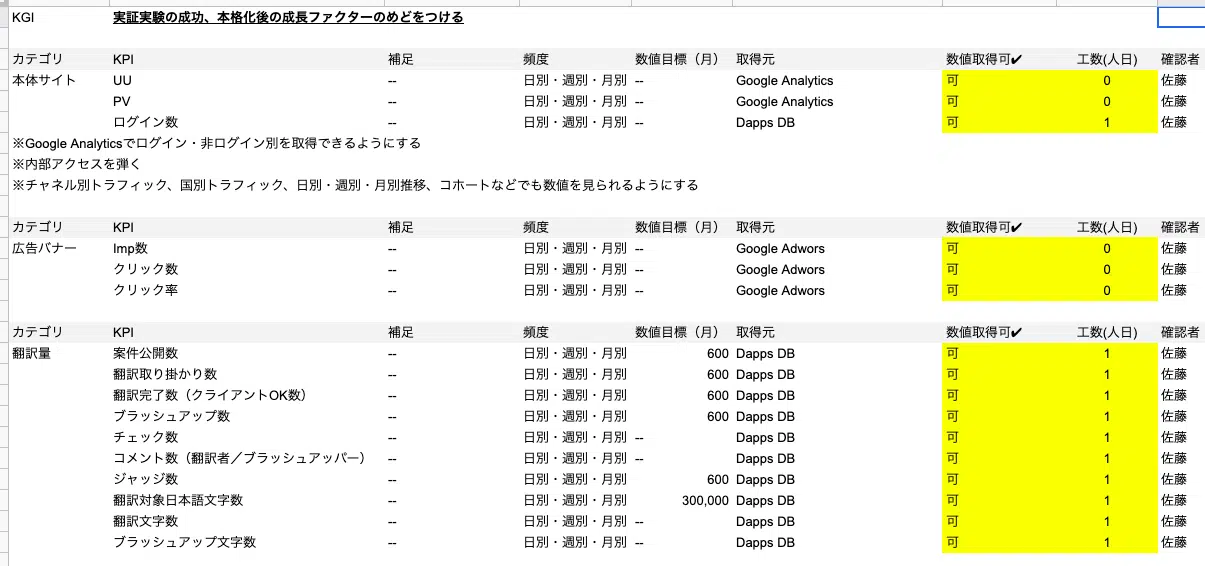 KGI 実証実験の成功、本格化後の成長ファクターのめどをつける
カテゴリ KPI 補足 頻度 数値目標（月） 取得元 数値取得可✔ 工数(人日) 確認者
本体サイト UU -- 日別・週別・月別 -- Google Analytics 可 0 佐藤
PV -- 日別・週別・月別 -- Google Analytics 可 0 佐藤
ログイン数 -- 日別・週別・月別 -- Dapps DB 可 1 佐藤
※Google Analyticsでログイン・非ログイン別を取得できるようにする
※内部アクセスを弾く
※チャネル別トラフィック、国別トラフィック、日別・週別・月別推移、コホートなどでも数値を見られるようにする
カテゴリ KPI 補足 頻度 数値目標（月） 取得元 数値取得可✔ 工数(人日) 確認者
広告バナー Imp数 -- 日別・週別・月別 -- Google Adwors 可 0 佐藤
クリック数 -- 日別・週別・月別 -- Google Adwors 可 0 佐藤
クリック率 -- 日別・週別・月別 -- Google Adwors 可 0 佐藤
カテゴリ KPI 補足 頻度 数値目標（月） 取得元 数値取得可✔ 工数(人日) 確認者
翻訳量 案件公開数 -- 日別・週別・月別 600 Dapps DB 可 1 佐藤
翻訳取り掛かり数 -- 日別・週別・月別 600 Dapps DB 可 1 佐藤
翻訳完了数（クライアントOK数） -- 日別・週別・月別 600 Dapps DB 可 1 佐藤
ブラッシュアップ数 -- 日別・週別・月別 600 Dapps DB 可 1 佐藤
チェック数 -- 日別・週別・月別 -- Dapps DB 可 1 佐藤
コメント数（翻訳者／ブラッシュアッパー） -- 日別・週別・月別 -- Dapps DB 可 1 佐藤
ジャッジ数 -- 日別・週別・月別 600 Dapps DB 可 1 佐藤
翻訳対象日本語文字数 -- 日別・週別・月別 300,000 Dapps DB 可 1 佐藤
翻訳文字数 -- 日別・週別・月別 -- Dapps DB 可 1 佐藤
ブラッシュアップ文字数 -- 日別・週別・月別 -- Dapps DB 可 1 佐藤